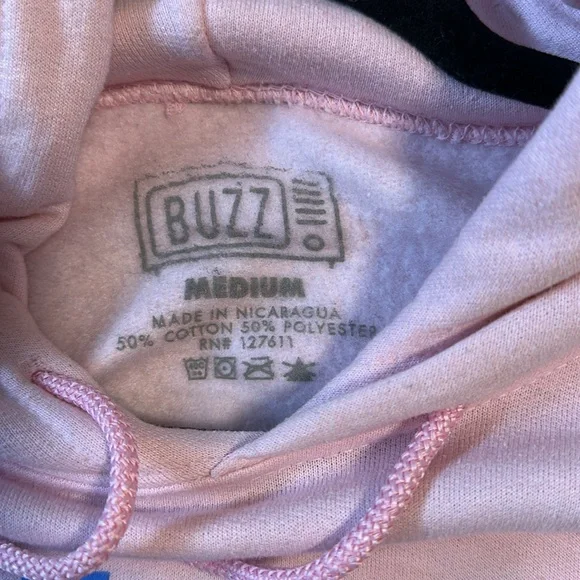 BUZZ
MEDIUM
MADE IN NICARAGUA
50% COTTON 50% POLYESTER
RN# 127611